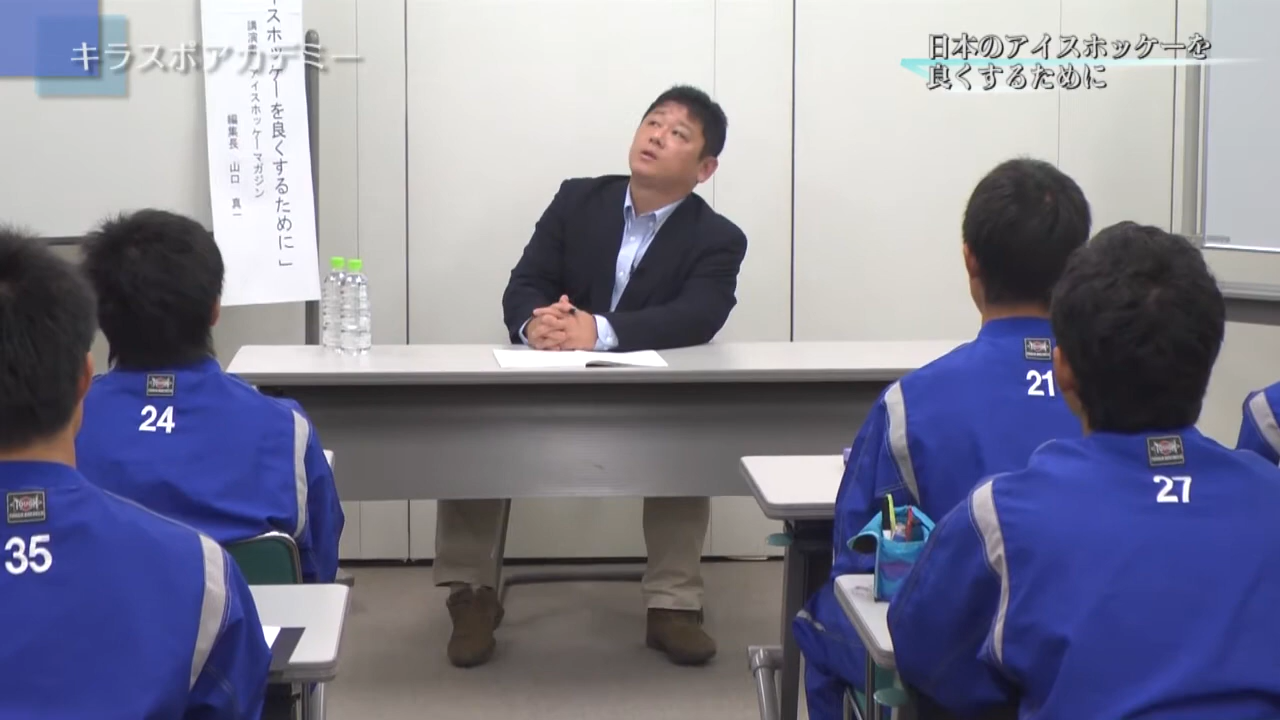 キラスポアカデミー
日本のアイスホッケーを
良くするために
イスホッケーを良くするために」
アイスホッケーマガジン
編集長 山口 真一
24
35
21
27